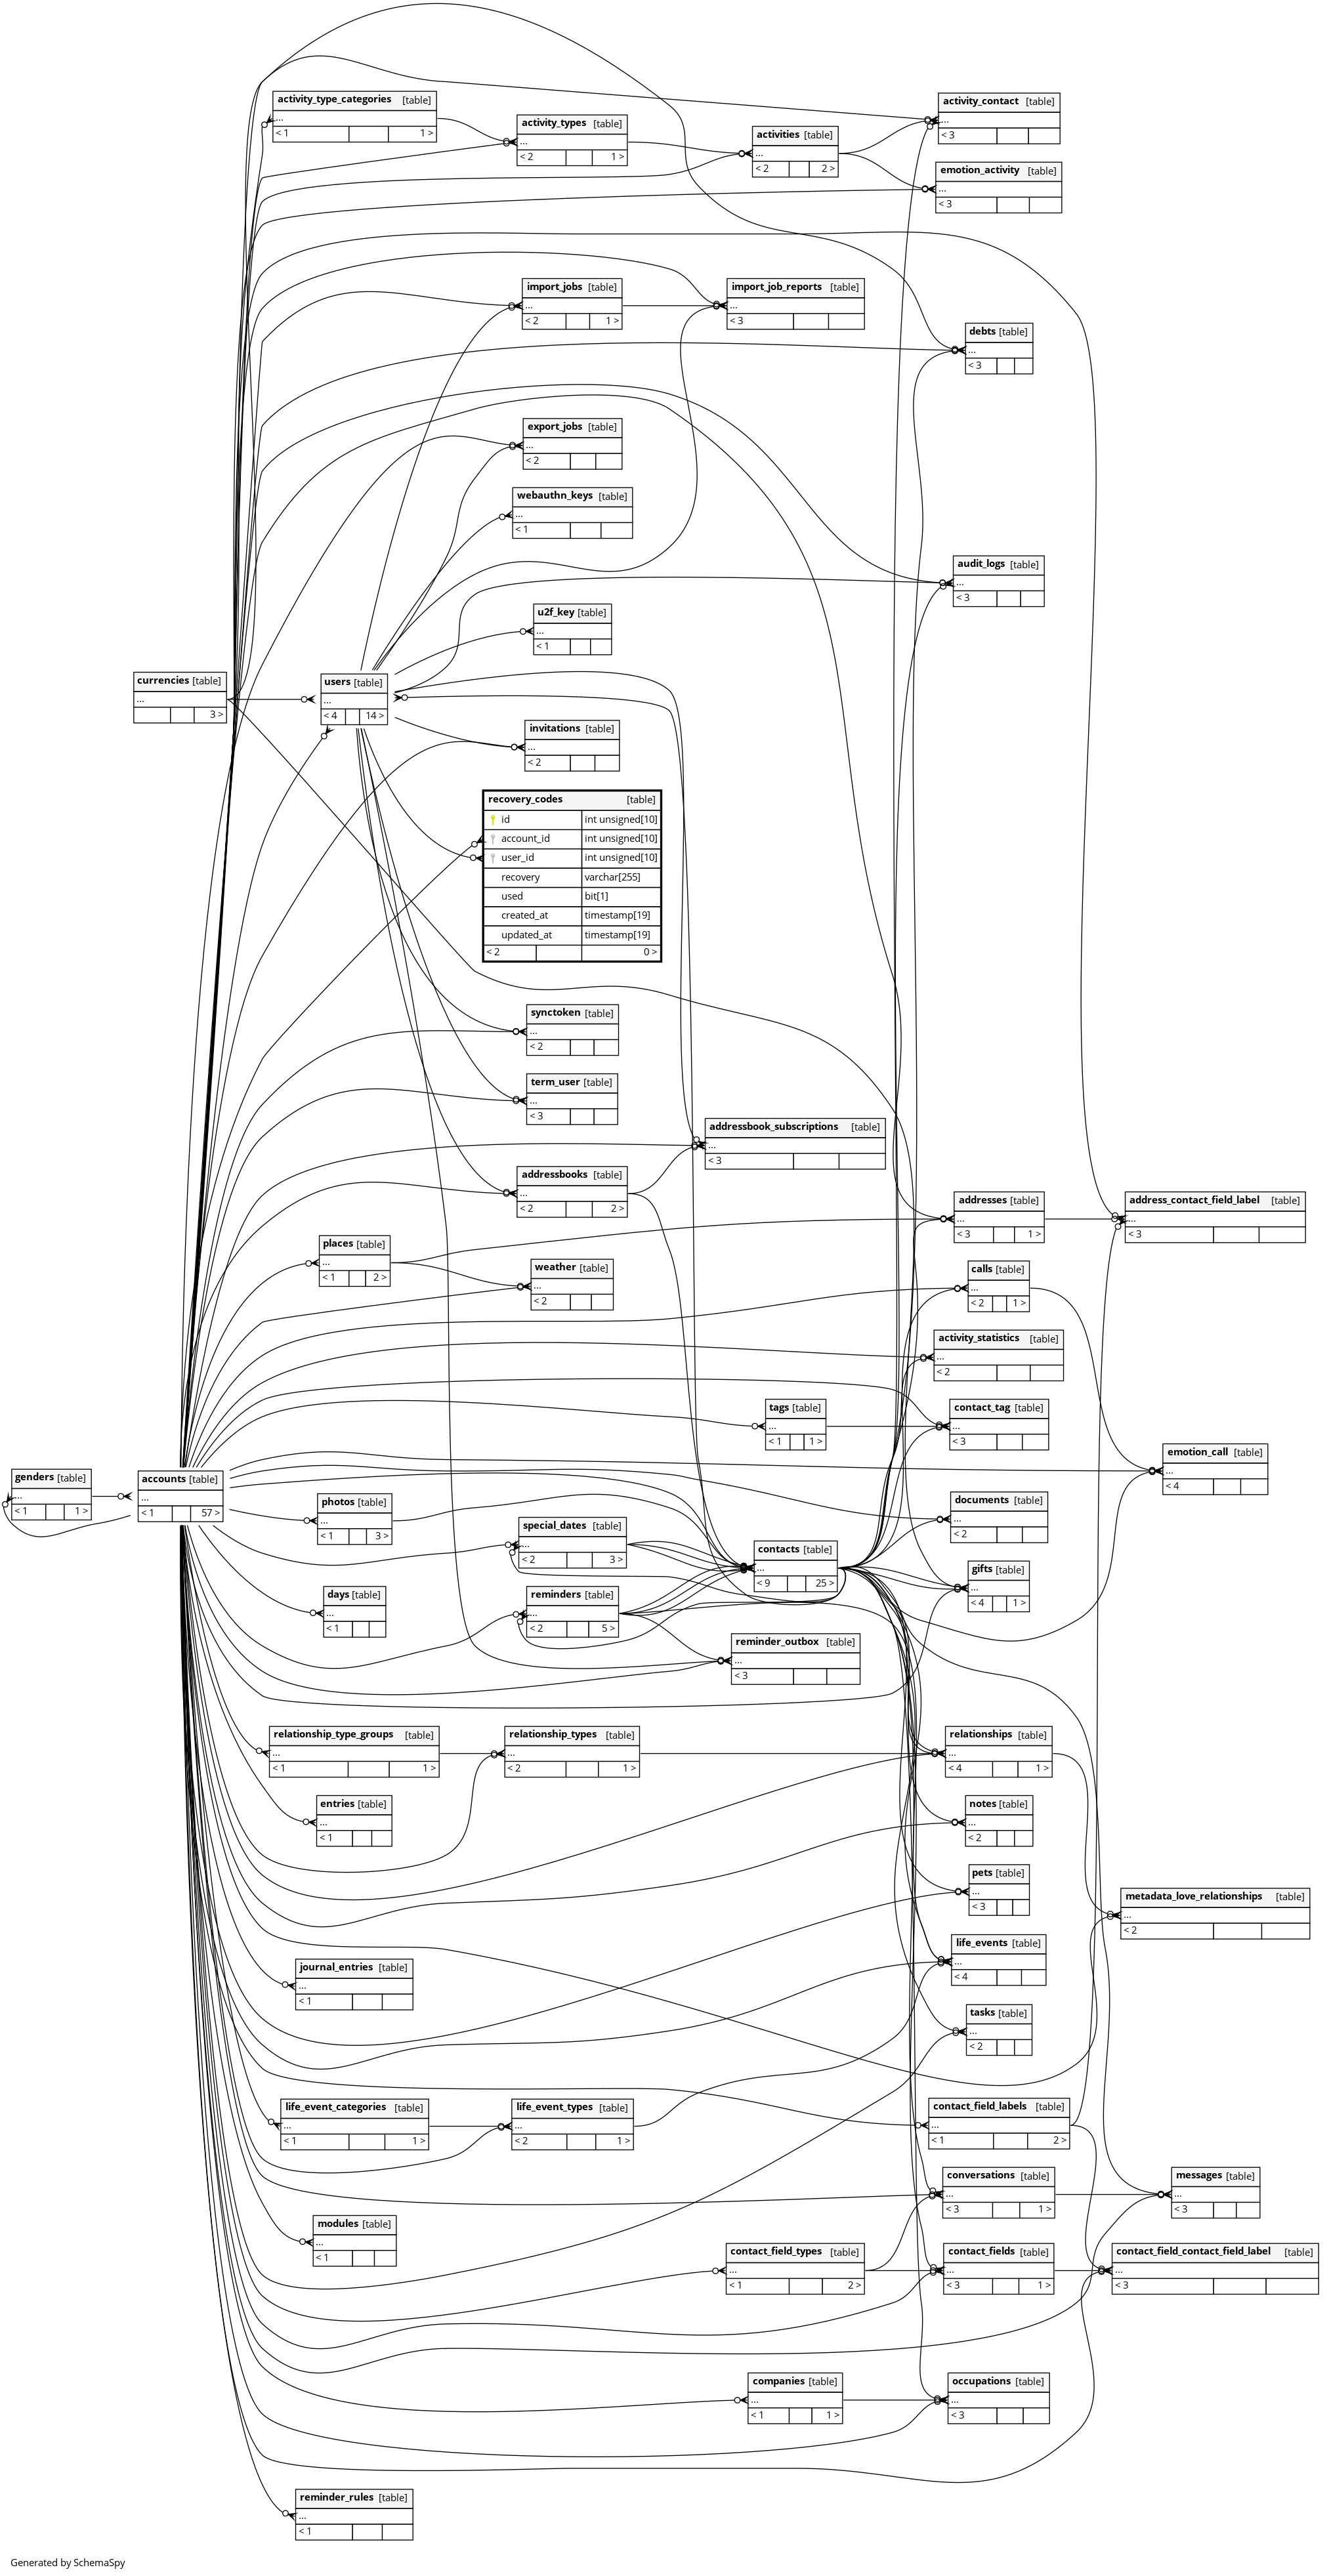 activity_type_categories [table]
...
< 1 1 >
activity_contact [table]
...
< 3
activity_types [table]
...
< 2 1 >
activities [table]
...
< 2 2 >
emotion_activity [table]
...
< 3
import_jobs [table]
...
< 2 1 >
import_job_reports [table]
...
< 3
debts [table]
...
< 3
export_jobs [table]
...
< 2
webauthn_keys [table]
...
< 1
audit_logs [table]
...
< 3
u2f_key [table]
...
< 1
currencies [table]
...
3 >
users [table]
...
< 4 14 >
invitations [table]
...
< 2
recovery_codes [table]
id int unsigned[10]
account_id int unsigned[10]
user_id int unsigned[10]
recovery varchar[255]
used bit[1]
created_at timestamp[19]
updated_at timestamp[19]
< 2 0 >
synctoken [table]
...
< 2
term_user [table]
...
< 3
addressbook_subscriptions [table]
...
< 3
addressbooks [table]
...
< 2 2 >
addresses [table]
...
< 3 1 >
address_contact_field_label [table]
...
< 3
places [table]
...
< 1 2 >
weather [table]
...
< 2
calls [table]
...
< 2 1 >
activity_statistics [table]
...
< 2
tags [table]
...
< 1 1 >
contact_tag [table]
...
< 3
emotion_call [table]
...
< 4
genders [table]
...
< 1 1 >
accounts [table]
...
< 1 57 >
photos [table]
...
< 1 3 >
documents [table]
...
< 2
special_dates [table]
...
< 2 3 >
contacts [table]
...
< 9 25 >
gifts [table]
...
< 4 1 >
days [table]
...
< 1
reminders [table]
...
< 2 5 >
reminder_outbox [table]
...
< 3
relationship_type_groups [table]
...
< 1 1 >
relationship_types [table]
...
< 2 1 >
relationships [table]
...
< 4 1 >
entries [table]
...
< 1
notes [table]
...
< 2
pets [table]
...
< 3
metadata_love_relationships [table]
...
< 2
life_events [table]
...
< 4
journal_entries [table]
...
< 1
tasks [table]
...
< 2
life_event_categories [table]
...
< 1 1 >
life_event_types [table]
...
< 2 1 >
contact_field_labels [table]
...
< 1 2 >
conversations [table]
...
< 3 1 >
messages [table]
...
< 3
modules [table]
...
< 1
contact_field_types [table]
...
< 1 2 >
contact_fields [table]
...
< 3 1 >
contact_field_contact_field_label [table]
...
< 3
companies [table]
...
< 1 1 >
occupations [table]
...
< 3
reminder_rules [table]
...
< 1
Generated by SchemaSpy